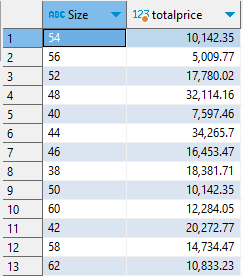 ABC Size 123 totalprice
1 54 10,142.35
2 56 5,009.77
3 52 17,780.02
4 48 32,114.16
5 40 7,597.46
6 44 34,265.7
7 46 16,453.47
8 38 18,381.71
9 50 10,142.35
10 60 12,284.05
11 42 20,272.77
12 58 14,734.47
13 62 10,833.23